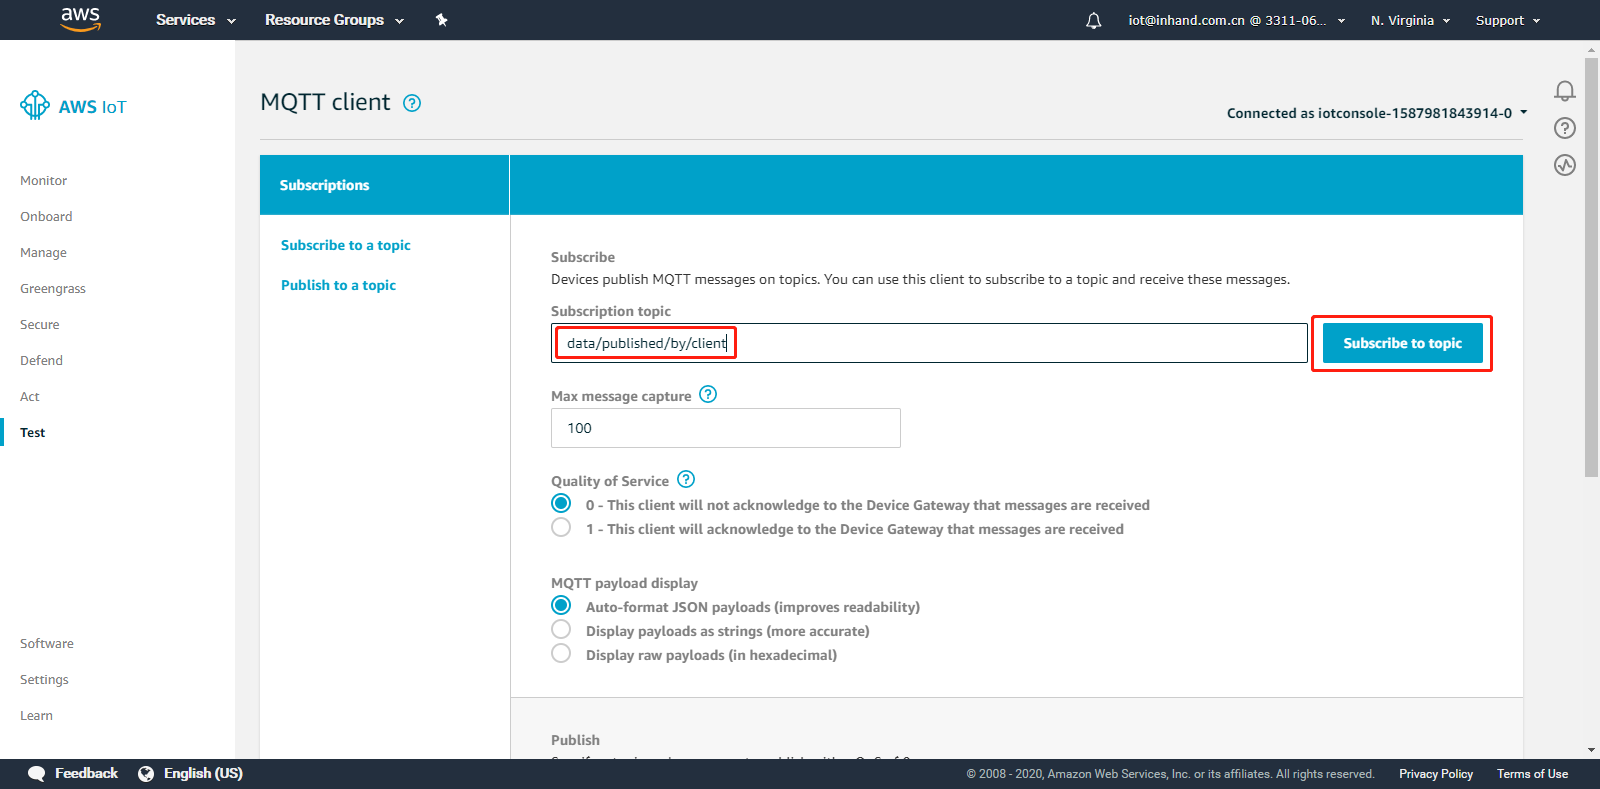 aws Services Resource Groups iot@inhand.com.cn @ 3311-06... N. Virginia Support
AWS IoT
Monitor
Onboard
Manage
Greengrass
Secure
Defend
Act
Test
Software
Settings
Learn
MQTT client ?
Connected as iotconsole-1587981843914-0
Subscriptions
Subscribe to a topic
Publish to a topic
Subscribe
Devices publish MQTT messages on topics. You can use this client to subscribe to a topic and receive these messages.
Subscription topic
data/published/by/client
Subscribe to topic
Max message capture ?
100
Quality of Service ?
0 - This client will not acknowledge to the Device Gateway that messages are received
1 - This client will acknowledge to the Device Gateway that messages are received
MQTT payload display
Auto-format JSON payloads (improves readability)
Display payloads as strings (more accurate)
Display raw payloads (in hexadecimal)
Publish
Feedback English (US) © 2008 - 2020, Amazon Web Services, Inc. or its affiliates. All rights reserved. Privacy Policy Terms of Use